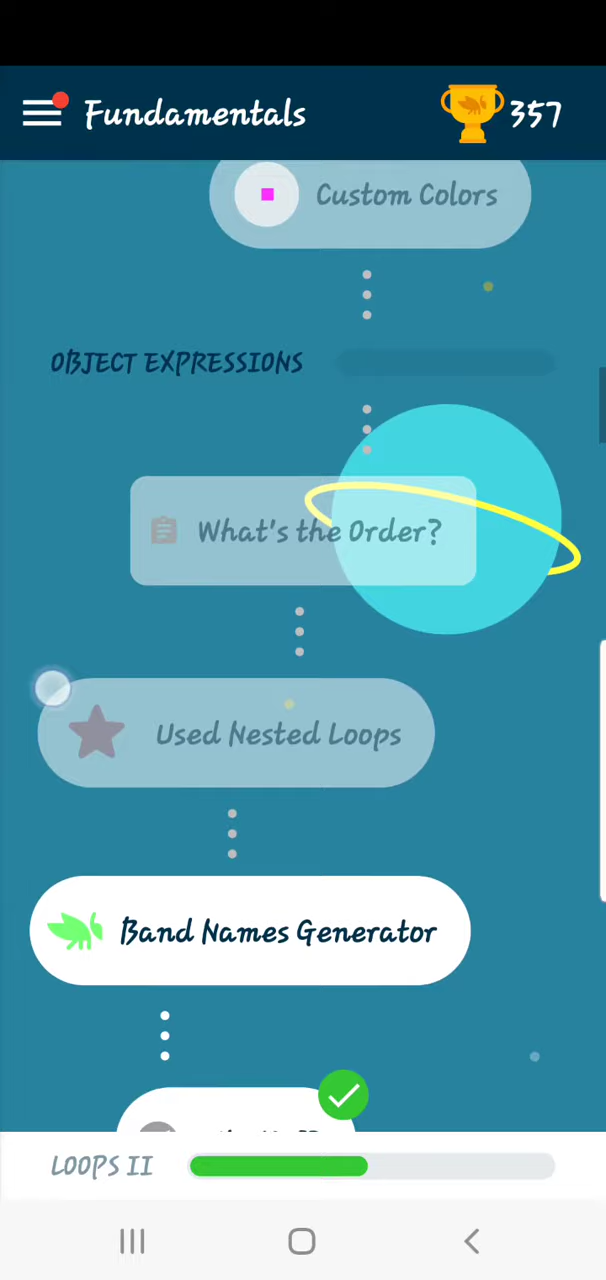 Fundamentals
357
Custom Colors
OBJECT EXPRESSIONS
What's the Order?
Used Nested Loops
Band Names Generator
LOOPS II